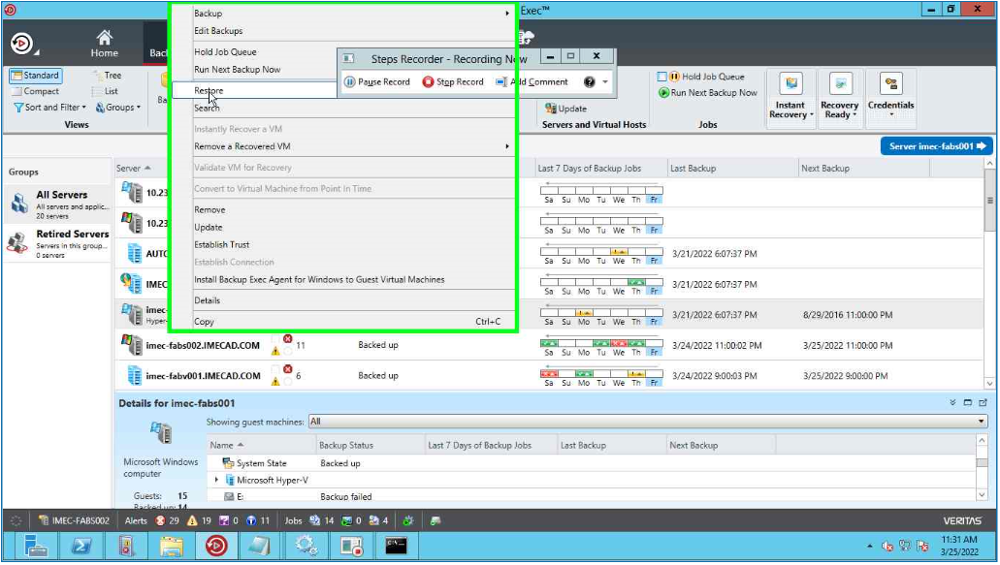 Exec™
Home
Bac
Standard
Compact
Sort and Filter
Tree
List
Groups
Views
Ba
Backup
Edit Backups
Hold Job Queue
Run Next Backup Now
Restore
Search
Instantly Recover a VM
Remove a Recovered VM
Validate VM for Recovery
Convert to Virtual Machine from Point In Time
Remove
Update
Establish Trust
Establish Connection
Install Backup Exec Agent for Windows to Guest Virtual Machines
Details
Copy Ctrl+C
Steps Recorder - Recording Now
Pause Record Stop Record Add Comment
Update
Servers and Virtual Hosts
Hold Job Queue
Run Next Backup Now
Jobs
Instant Recovery
Recovery Ready
Credentials
Server imec-fabs001
Groups
All Servers
All servers and applic...
20 servers
Retired Servers
Servers in this group...
0 servers
Server Last 7 Days of Backup Jobs Last Backup Next Backup
10.23
Sa Su Mo Tu We Th Fr
10.23
Sa Su Mo Tu We Th Fr
AUTO 3/21/2022 6:07:37 PM
Sa Su Mo Tu We Th Fr
IMEC 3/21/2022 6:07:37 PM
Sa Su Mo Tu We Th Fr
imec- 3/21/2022 6:07:37 PM 8/29/2016 11:00:00 PM
Hyper- Sa Su Mo Tu We Th Fr
imec-fabs002.IMECAD.COM 11 Backed up 3/24/2022 11:00:02 PM 3/25/2022 11:00:00 PM
Sa Su Mo Tu We Th Fr
imec-fabv001.IMECAD.COM 6 Backed up 3/24/2022 9:00:03 PM 3/25/2022 9:00:00 PM
Sa Su Mo Tu We Th Fr
Details for imec-fabs001
Showing guest machines: All
Name Backup Status Last 7 Days of Backup Jobs Last Backup Next Backup
Microsoft Windows
computer
Guests: 15
Backed up: 14
System State Backed up
Microsoft Hyper-V
E: Backup failed
IMEC-FABS002 Alerts 29 19 0 11 Jobs 14 0 4 VERITAS
11:31 AM
3/25/2022